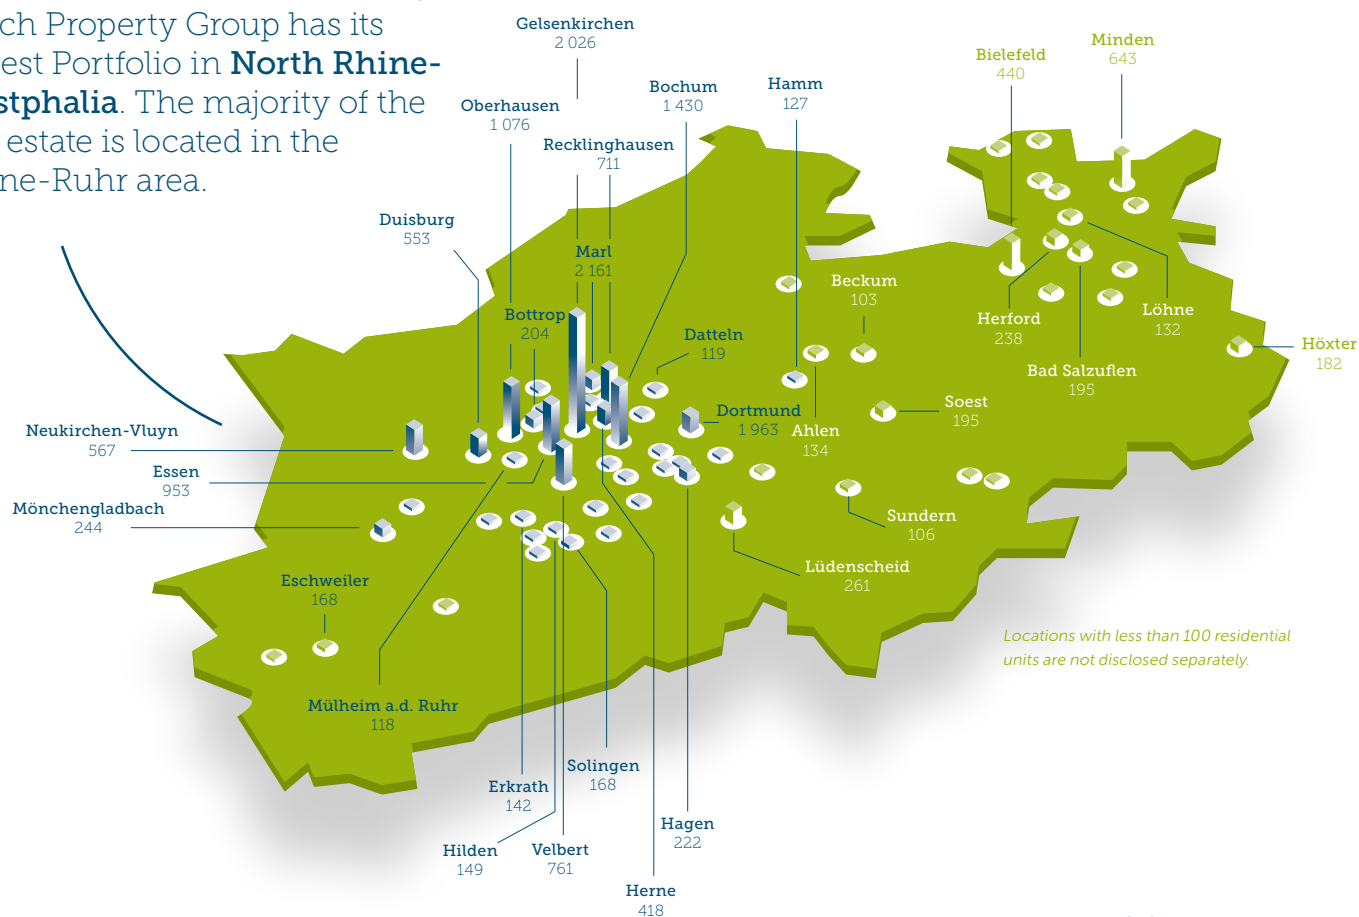 ch Property Group has its
est Portfolio in North Rhine-
stphalia. The majority of the
estate is located in the
ne-Ruhr area.
Gelsenkirchen
2 026
Oberhausen
1 076
Bochum
1 430
Hamm
127
Recklinghausen
711
Bielefeld
440
Minden
643
Duisburg
553
Marl
2 161
Bottrop
204
Datteln
119
Beckum
103
Herford
238
Löhne
132
Bad Salzuflen
195
Höxter
182
Soest
195
Dortmund
1 963
Ahlen
134
Neukirchen-Vluyn
567
Essen
953
Mönchengladbach
244
Sundern
106
Lüdenscheid
261
Eschweiler
168
Locations with less than 100 residential
units are not disclosed separately.
Mülheim a.d. Ruhr
118
Solingen
168
Erkrath
142
Hagen
222
Hilden
149
Velbert
761
Herne
418